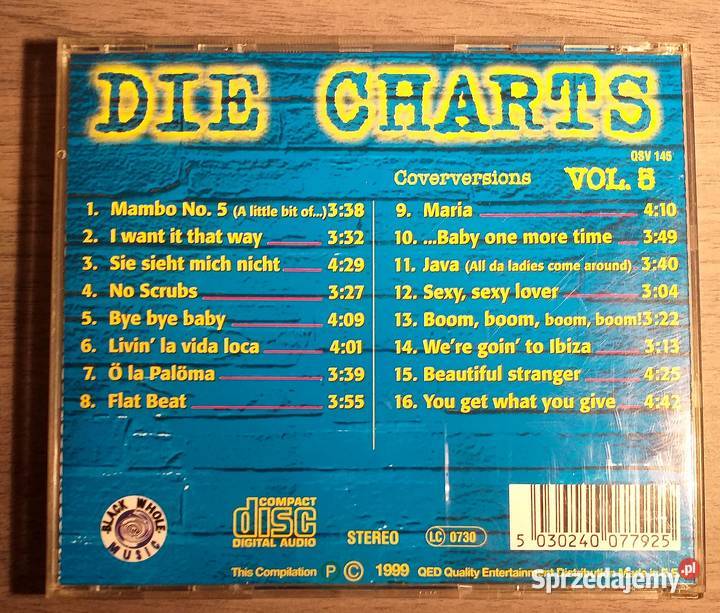 DIE CHARTS
QSV 145
Coverversions VOL. 5
1. Mambo No. 5 (A little bit of...) 3:38
2. I want it that way 3:32
3. Sie sieht mich nicht 4:29
4. No Scrubs 3:27
5. Bye bye baby 4:09
6. Livin' la vida loca 4:01
7. Ö la Palöma 3:39
8. Flat Beat 3:55
9. Maria 4:10
10. ...Baby one more time 3:49
11. Java (All da ladies come around) 3:40
12. Sexy, sexy lover 3:04
13. Boom, boom, boom, boom! 3:22
14. We're goin' to Ibiza 3:13
15. Beautiful stranger 4:25
16. You get what you give 4:42
BLACK WHOLE MUSIC
COMPACT
disc
DIGITAL AUDIO
STEREO
LC 0730
5 030240 077925
This Compilation P © 1999 QED Quality Entertainment Distribution Made in
Sprzedajemy.pl